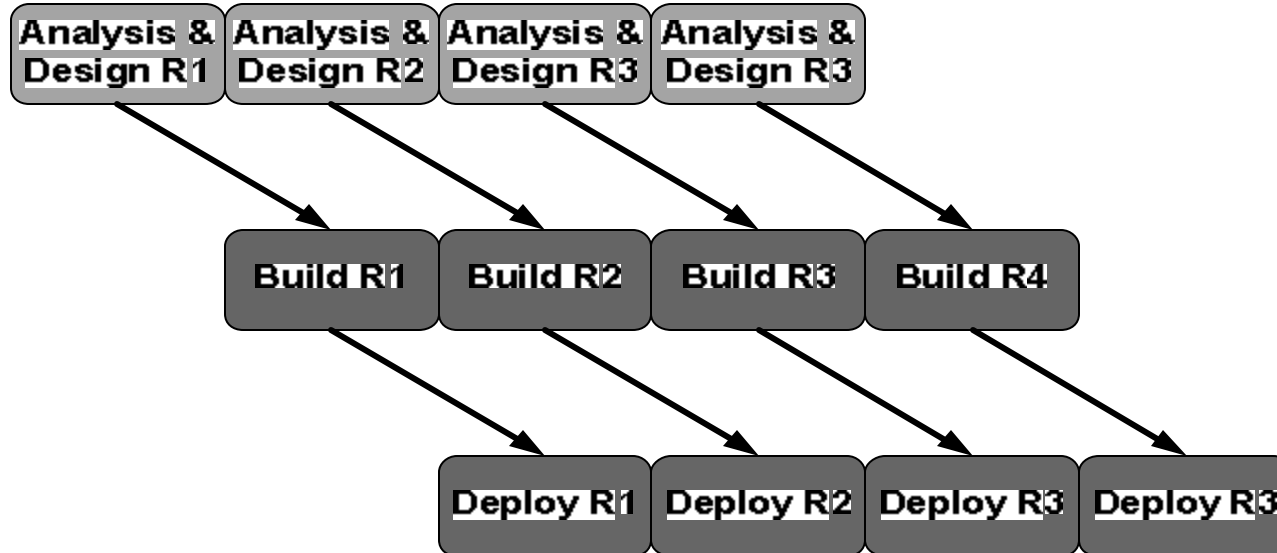 Analysis &
Design R1
Analysis &
Design R2
Analysis &
Design R3
Analysis &
Design R3
Build R1
Build R2
Build R3
Build R4
Deploy R1
Deploy R2
Deploy R3
Deploy R3